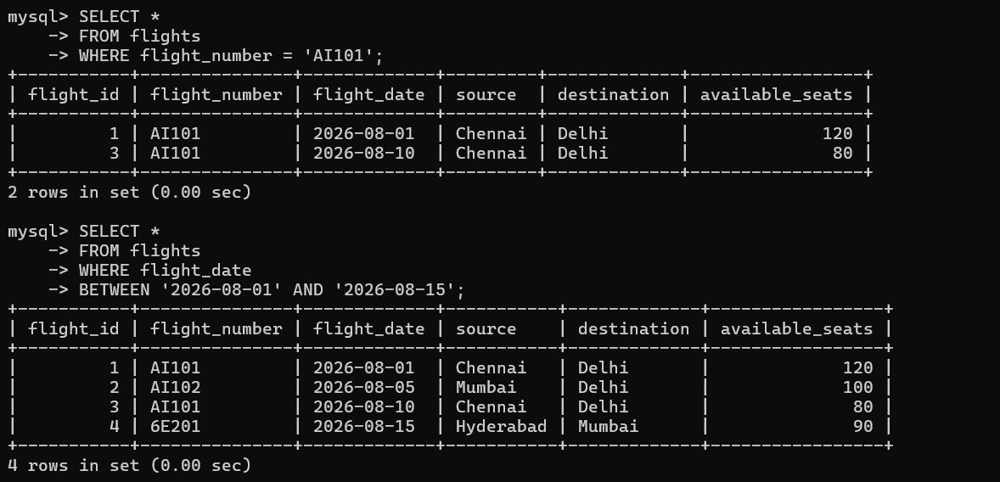 mysql> SELECT *
    -> FROM flights
    -> WHERE flight_number = 'AI101';
+-----------+---------------+-------------+---------+-------------+-----------------+
| flight_id | flight_number | flight_date | source  | destination | available_seats |
+-----------+---------------+-------------+---------+-------------+-----------------+
|         1 | AI101         | 2026-08-01  | Chennai | Delhi       |             120 |
|         3 | AI101         | 2026-08-10  | Chennai | Delhi       |              80 |
+-----------+---------------+-------------+---------+-------------+-----------------+
2 rows in set (0.00 sec)

mysql> SELECT *
    -> FROM flights
    -> WHERE flight_date
    -> BETWEEN '2026-08-01' AND '2026-08-15';
+-----------+---------------+-------------+-----------+-------------+-----------------+
| flight_id | flight_number | flight_date | source    | destination | available_seats |
+-----------+---------------+-------------+-----------+-------------+-----------------+
|         1 | AI101         | 2026-08-01  | Chennai   | Delhi       |             120 |
|         2 | AI102         | 2026-08-05  | Mumbai    | Delhi       |             100 |
|         3 | AI101         | 2026-08-10  | Chennai   | Delhi       |              80 |
|         4 | 6E201         | 2026-08-15  | Hyderabad | Mumbai      |              90 |
+-----------+---------------+-------------+-----------+-------------+-----------------+
4 rows in set (0.00 sec)